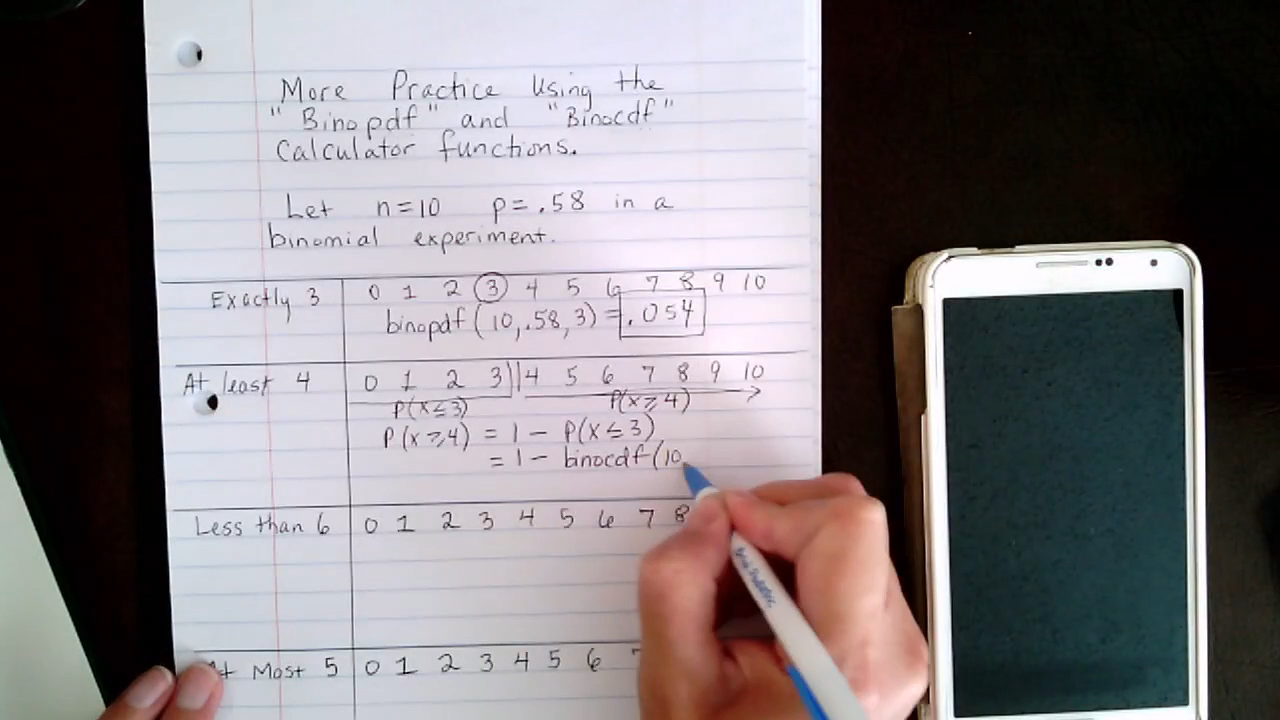 More Practice Using the
"Binopdf" and "Binocdf"
Calculator functions.
Let n=10 p=.58 in a
binomial experiment.
Exactly 3 0 1 2 3 4 5 6 7 8 9 10
binopdf(10,.58,3) = .054
At least 4 0 1 2 3 4 5 6 7 8 9 10
P(x≤3) P(x≥4)
P(x≥4) = 1 - P(x≤3)
= 1 - binocdf(10
Less than 6 0 1 2 3 4 5 6 7 8
At Most 5 0 1 2 3 4 5 6